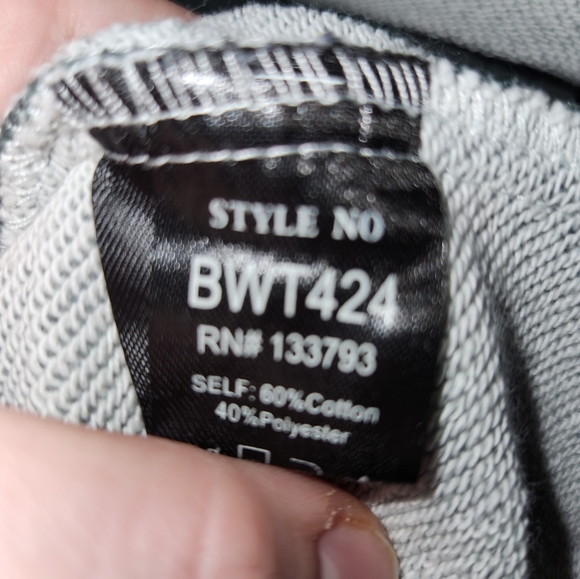 STYLE NO
BWT424
RN# 133793
SELF: 60%Cotton
40%Polyester